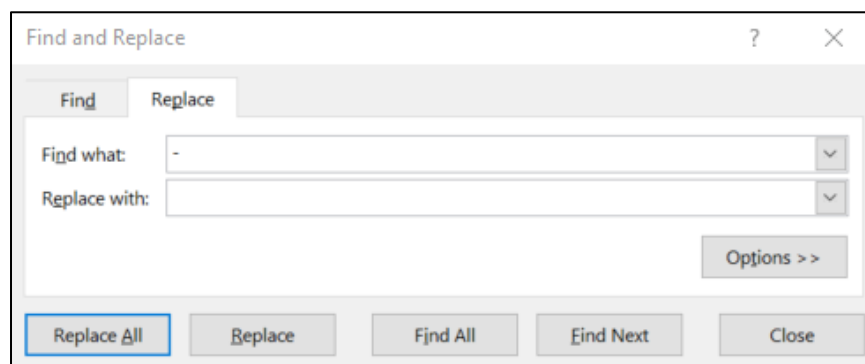 Find and Replace ?
Find Replace
Find what: -
Replace with:
Options >>
Replace All Replace Find All Find Next Close